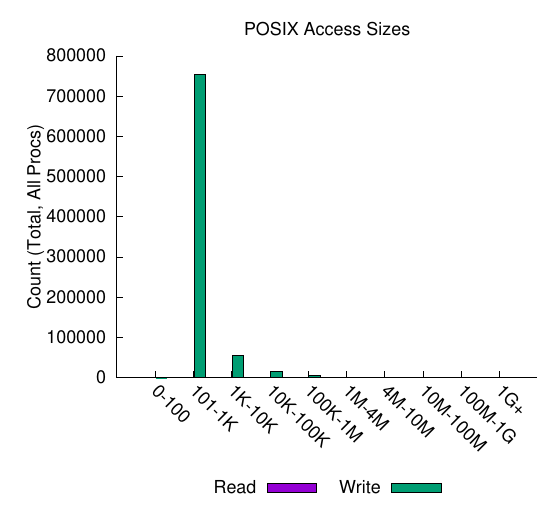 POSIX Access Sizes
800000
700000
600000
500000
400000
300000
200000
100000
0
Count (Total, All Procs)
0-100
101-1K
1K-10K
10K-100K
100K-1M
1M-4M
4M-10M
10M-100M
100M-1G
1G+
Read
Write